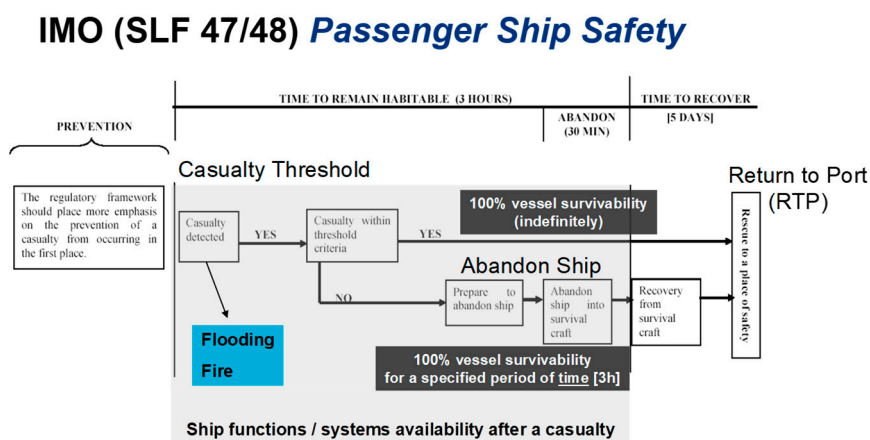 IMO (SLF 47/48) Passenger Ship Safety
TIME TO REMAIN HABITABLE (3 HOURS)
TIME TO RECOVER
PREVENTION
ABANDON
(30 MIN)
[5 DAYS]
Casualty Threshold
Return to Port
(RTP)
The regulatory framework
should place more emphasis
on the prevention of a
casualty from occurring in
the first place.
Casualty
detected
YES
Casualty within
threshold
criteria
YES
100% vessel survivability
(indefinitely)
Rescue to a place of safety
Abandon Ship
NO
Prepare to
abandon ship
Abandon
ship into
survival
craft
Recovery
from
survival
craft
Flooding
Fire
100% vessel survivability
for a specified period of time [3h]
Ship functions / systems availability after a casualty